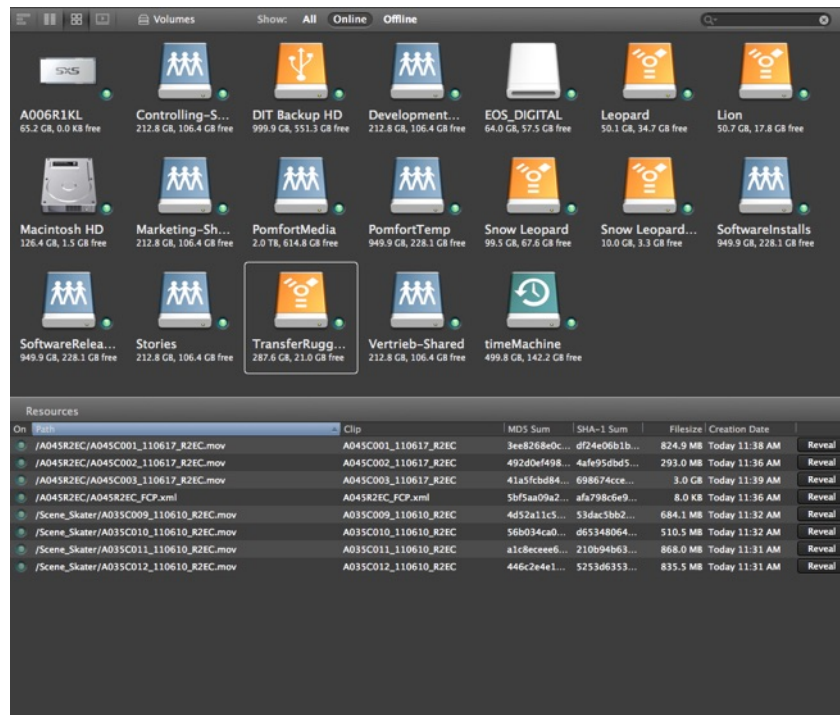 Volumes Show: All Online Offline
SXS
A006R1KL Controlling-S... DIT Backup HD Development... EOS_DIGITAL Leopard Lion
65.2 GB, 0.0 KB free 212.8 GB, 106.4 GB free 999.9 GB, 551.3 GB free 212.8 GB, 106.4 GB free 64.0 GB, 57.5 GB free 50.1 GB, 34.7 GB free 50.7 GB, 17.8 GB free
Macintosh HD Marketing-Sh... PomfortMedia PomfortTemp Snow Leopard Snow Leopard... SoftwareInstalls
126.4 GB, 1.5 GB free 212.8 GB, 106.4 GB free 2.0 TB, 614.8 GB free 949.9 GB, 228.1 GB free 99.5 GB, 67.6 GB free 10.0 GB, 3.3 GB free 949.9 GB, 228.1 GB free
SoftwareRelea... Stories TransferRugg... Vertrieb-Shared timeMachine
949.9 GB, 228.1 GB free 212.8 GB, 106.4 GB free 287.6 GB, 21.0 GB free 212.8 GB, 106.4 GB free 499.8 GB, 142.2 GB free
Resources
On Path Clip MD5 Sum SHA-1 Sum Filesize Creation Date
/A045R2EC/A045C001_110617_R2EC.mov A045C001_110617_R2EC 3ee8268e0c... df24e06b1b... 824.9 MB Today 11:38 AM Reveal
/A045R2EC/A045C002_110617_R2EC.mov A045C002_110617_R2EC 492d0ef498... 4afe95dbd5... 293.0 MB Today 11:36 AM Reveal
/A045R2EC/A045C003_110617_R2EC.mov A045C003_110617_R2EC 41a5fcbd84... 698674cce... 3.0 GB Today 11:39 AM Reveal
/A045R2EC/A045R2EC_FCP.xml A045R2EC_FCP.xml 5bf5aa09a2... afa798c6e9... 8.0 KB Today 11:36 AM Reveal
/Scene_Skater/A035C009_110610_R2EC.mov A035C009_110610_R2EC 4d52a11c5... 53dac5bb2... 684.1 MB Today 11:32 AM Reveal
/Scene_Skater/A035C010_110610_R2EC.mov A035C010_110610_R2EC 56b034ca0... d65348064... 510.5 MB Today 11:32 AM Reveal
/Scene_Skater/A035C011_110610_R2EC.mov A035C011_110610_R2EC a1c8eceee6... 210b94b63... 868.0 MB Today 11:31 AM Reveal
/Scene_Skater/A035C012_110610_R2EC.mov A035C012_110610_R2EC 446c2e4e1... 5253d6353... 835.5 MB Today 11:31 AM Reveal